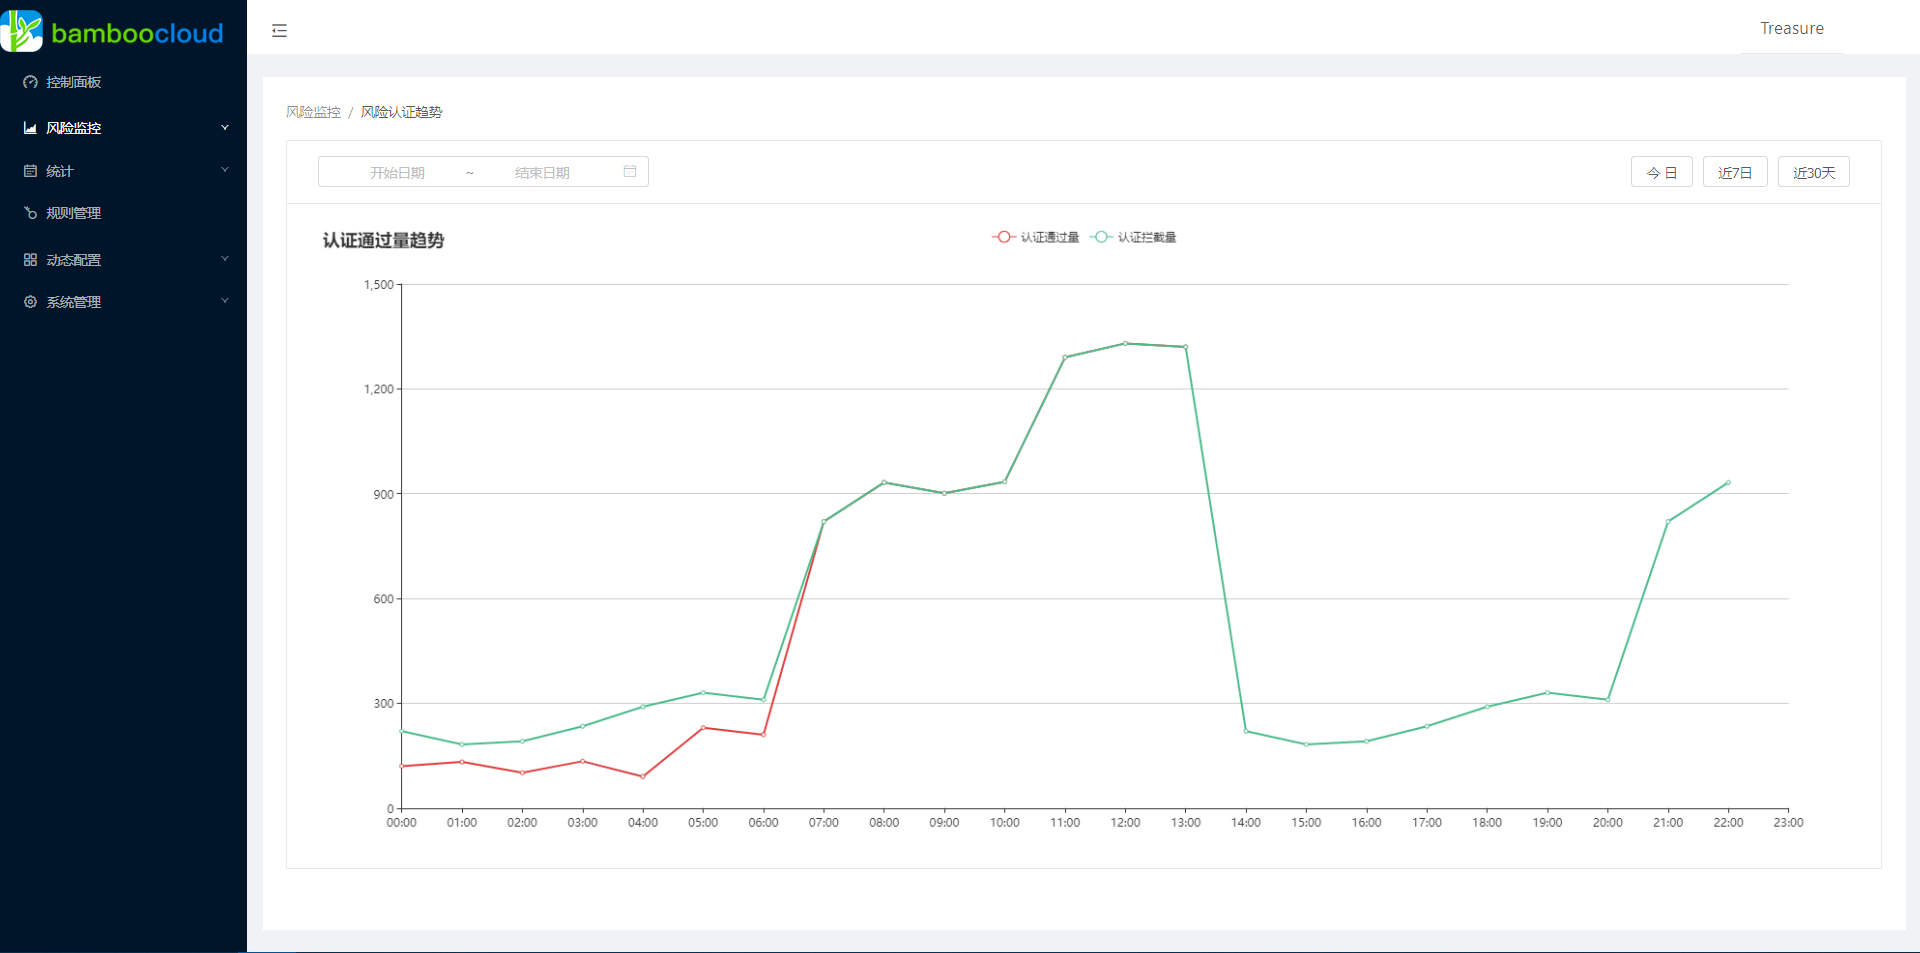 bamboocloud
Treasure
控制面板
风险监控
统计
规则管理
动态配置
系统管理
风险监控 / 风险认证趋势
开始日期 ~ 结束日期
今 日 近7日 近30天
认证通过量趋势
认证通过量 认证拦截量
1,500
1,200
900
600
300
0
00:00 01:00 02:00 03:00 04:00 05:00 06:00 07:00 08:00 09:00 10:00 11:00 12:00 13:00 14:00 15:00 16:00 17:00 18:00 19:00 20:00 21:00 22:00 23:00